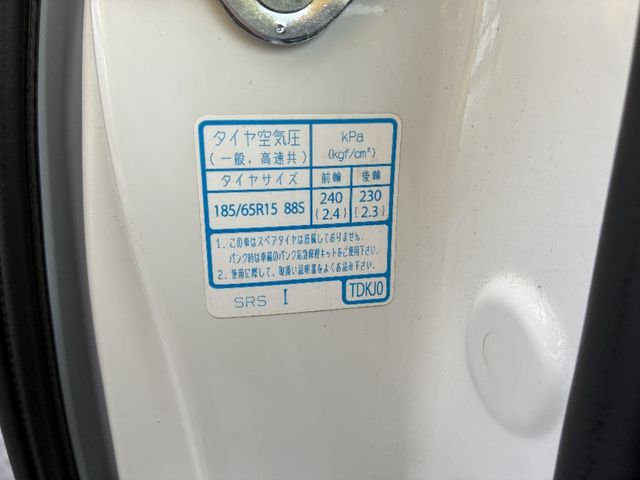 タイヤ空気圧
(一般，高速共)
kPa
(kgf/cm²)
タイヤサイズ 前輪 後輪
185/65R15 88S 240 230
(2.4) (2.3)
1. この車はスペアタイヤは搭載しておりません。
パンク時は車載のパンク応急修理キットをご使用下さい。
2. 使用に際して、取扱い説明書をよくお読み下さい。
SRS I TDKJ0